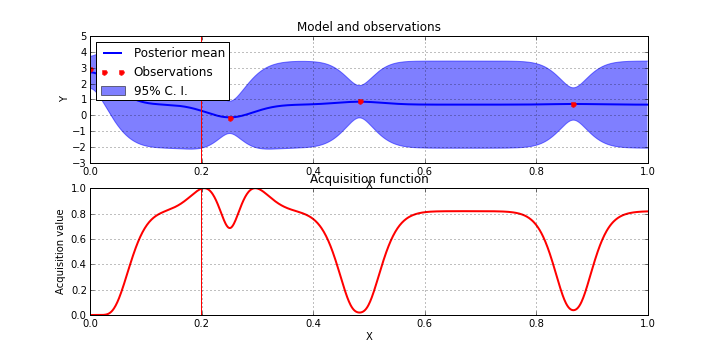 Model and observations
5
4
3
2
1
0
−1
−2
−3
Y
Posterior mean
Observations
95% C. I.
0.0 0.2 0.4 0.6 0.8 1.0
X
Acquisition function
1.0
0.8
0.6
0.4
0.2
0.0
Acquisition value
0.0 0.2 0.4 0.6 0.8 1.0
X